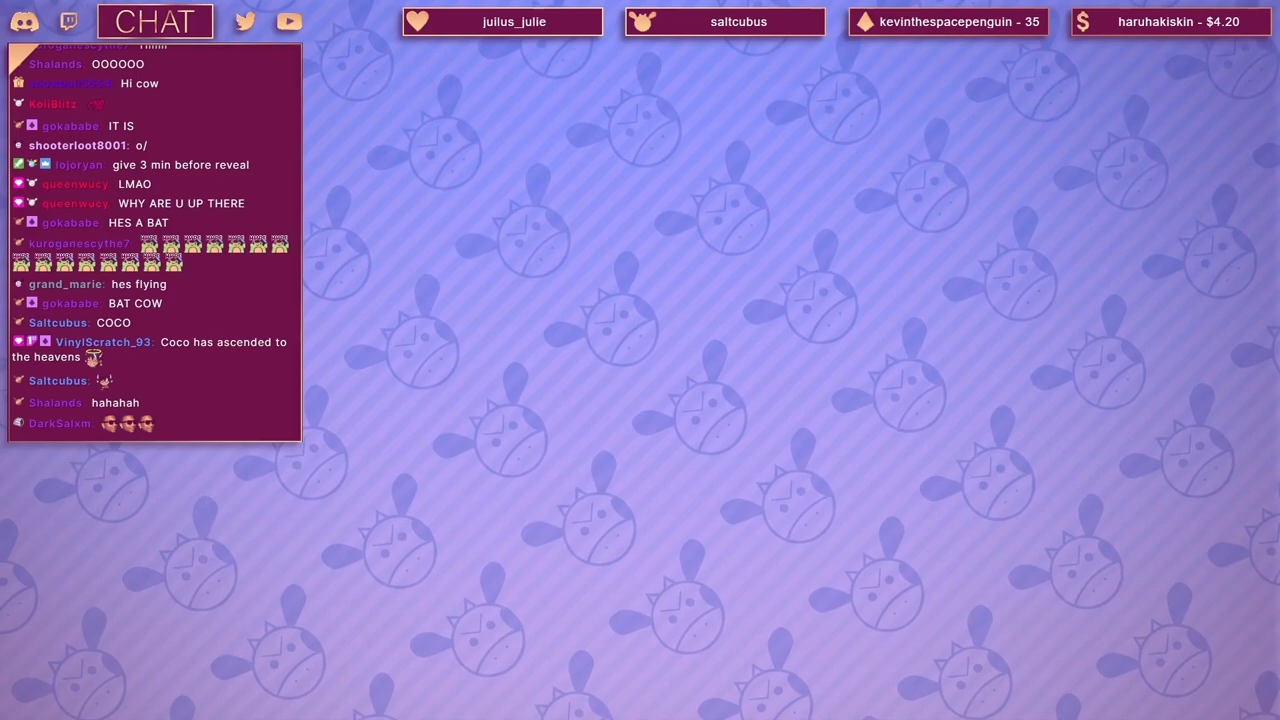 CHAT
juilus_julie
saltcubus
kevinthespacepenguin - 35
haruhakiskin - $4.20
Shalands: OOOOOO
Hi cow
KoiiBlitz:
gokababe: IT IS
shooterloot8001: o/
lojoryan: give 3 min before reveal
queenwucy: LMAO
queenwucy: WHY ARE U UP THERE
gokababe: HES A BAT
kuroganescythe7:
grand_marie: hes flying
gokababe: BAT COW
Saltcubus: COCO
VinylScratch_93: Coco has ascended to
the heavens
Saltcubus:
Shalands: hahahah
DarkSalxm: